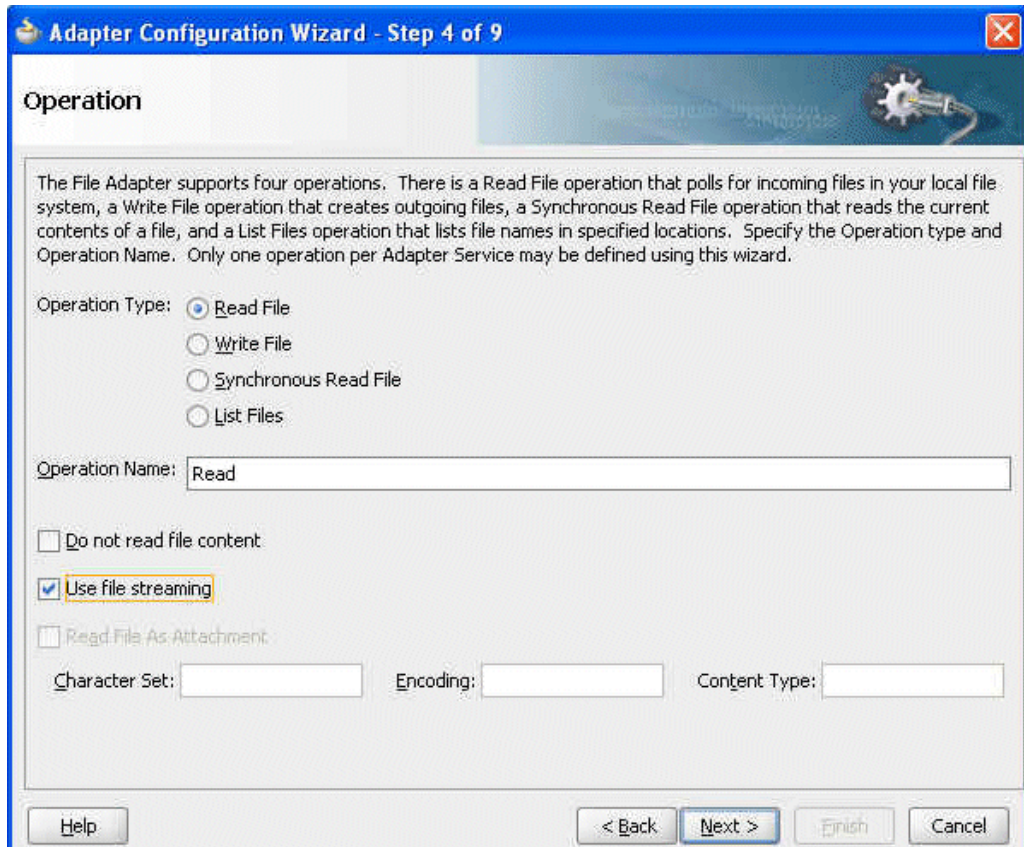 Adapter Configuration Wizard - Step 4 of 9
Operation
The File Adapter supports four operations. There is a Read File operation that polls for incoming files in your local file
system, a Write File operation that creates outgoing files, a Synchronous Read File operation that reads the current
contents of a file, and a List Files operation that lists file names in specified locations. Specify the Operation type and
Operation Name. Only one operation per Adapter Service may be defined using this wizard.
Operation Type: Read File
Write File
Synchronous Read File
List Files
Operation Name: Read
Do not read file content
Use file streaming
Read File As Attachment
Character Set: Encoding: Content Type:
Help < Back Next > Finish Cancel